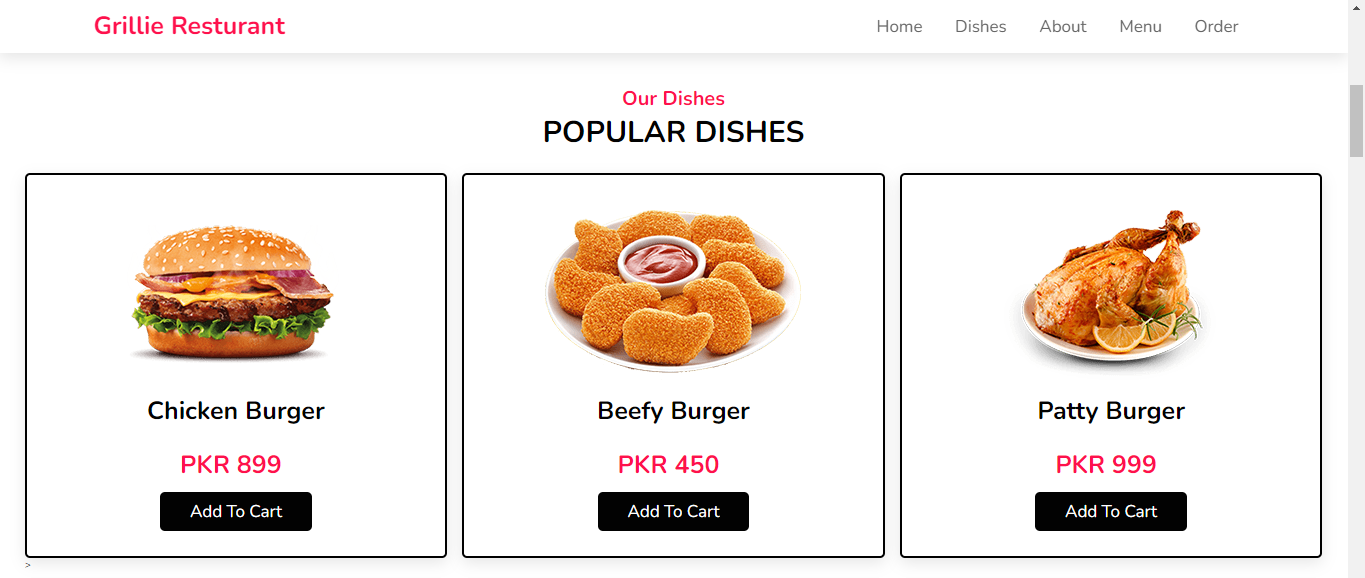 Grillie Resturant
Home Dishes About Menu Order
Our Dishes
POPULAR DISHES
Chicken Burger
PKR 899
Add To Cart
Beefy Burger
PKR 450
Add To Cart
Patty Burger
PKR 999
Add To Cart
>